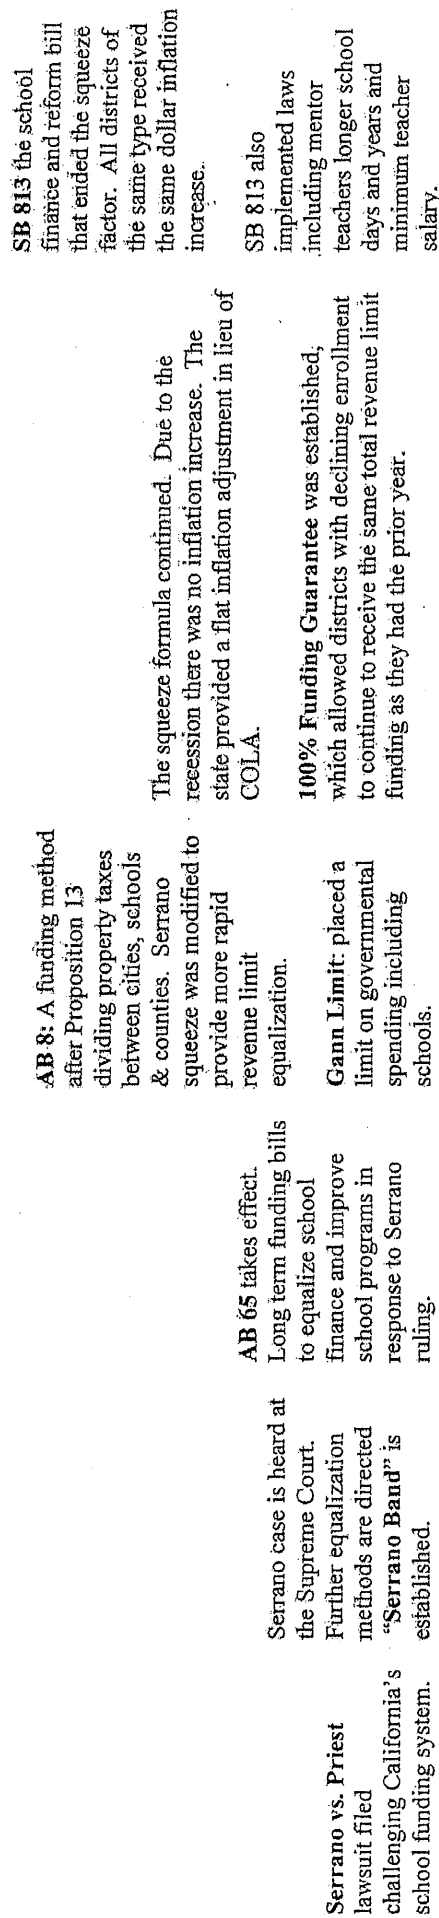 Serrano vs. Priest
lawsuit filed
challenging California's
school funding system.
Serrano case is heard at
the Supreme Court.
Further equalization
methods are directed
"Serrano Band" is
established.
AB 65 takes effect.
Long term funding bills
to equalize school
finance and improve
school programs in
response to Serrano
ruling.
AB 8: A funding method
after Proposition 13
dividing property taxes
between cities, schools
& counties. Serrano
squeeze was modified to
provide more rapid
revenue limit
equalization.
Gann Limit: placed a
limit on governmental
spending including
schools.
The squeeze formula continued. Due to the
recession there was no inflation increase. The
state provided a flat inflation adjustment in lieu of
COLA.
100% Funding Guarantee was established,
which allowed districts with declining enrollment
to continue to receive the same total revenue limit
funding as they had the prior year.
SB 813 the school
finance and reform bill
that ended the squeeze
factor. All districts of
the same type received
the same dollar inflation
increase.
SB 813 also
implemented laws
including mentor
teachers longer school
days and years and
minimum teacher
salary.